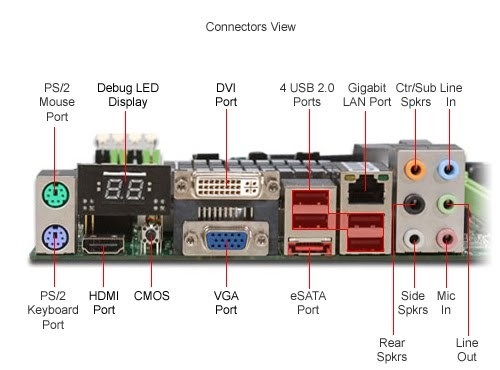 Connectors View
PS/2 Mouse Port
Debug LED Display
DVI Port
4 USB 2.0 Ports
Gigabit LAN Port
Ctr/Sub Spkrs
Line In
8.8.
PS/2 Keyboard Port
HDMI Port
CMOS
VGA Port
eSATA Port
Side Spkrs
Mic In
Rear Spkrs
Line Out